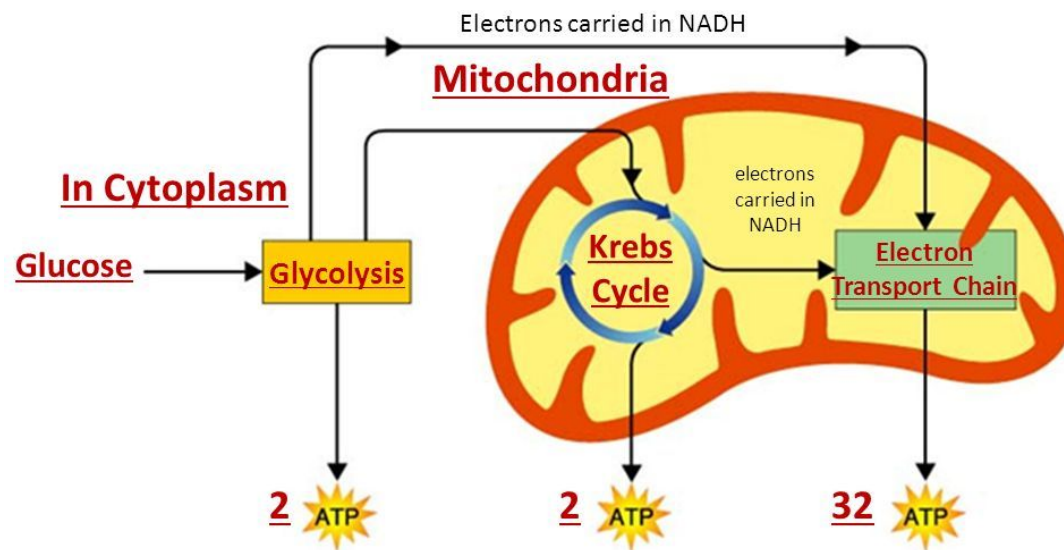 Electrons carried in NADH
Mitochondria
In Cytoplasm
electrons
carried in
NADH
Glucose
Glycolysis
Krebs
Cycle
Electron
Transport Chain
2 ATP
2 ATP
32 ATP